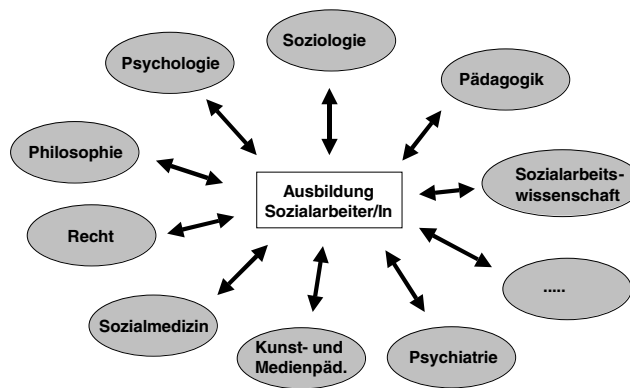 Soziologie
Psychologie
Pädagogik
Philosophie
Ausbildung
Sozialarbeiter/In
Sozialarbeits-
wissenschaft
Recht
.....
Sozialmedizin
Kunst- und
Medienpäd.
Psychiatrie